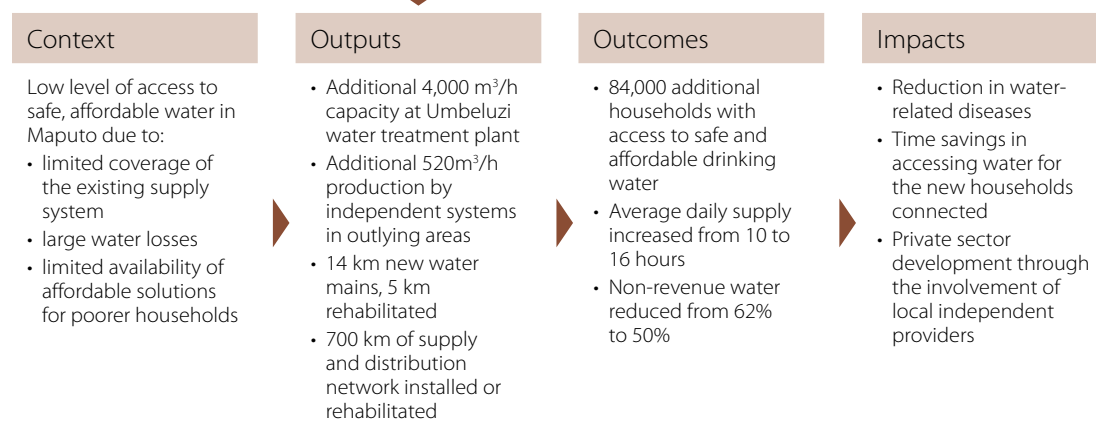 Context
Low level of access to
safe, affordable water in
Maputo due to:
• limited coverage of
the existing supply
system
• large water losses
• limited availability of
affordable solutions
for poorer households
Outputs
• Additional 4,000 m³/h
capacity at Umbeluzi
water treatment plant
• Additional 520m³/h
production by
independent systems
in outlying areas
• 14 km new water
mains, 5 km
rehabilitated
• 700 km of supply
and distribution
network installed or
rehabilitated
Outcomes
• 84,000 additional
households with
access to safe and
affordable drinking
water
• Average daily supply
increased from 10 to
16 hours
• Non-revenue water
reduced from 62%
to 50%
Impacts
• Reduction in water-
related diseases
• Time savings in
accessing water for
the new households
connected
• Private sector
development through
the involvement of
local independent
providers